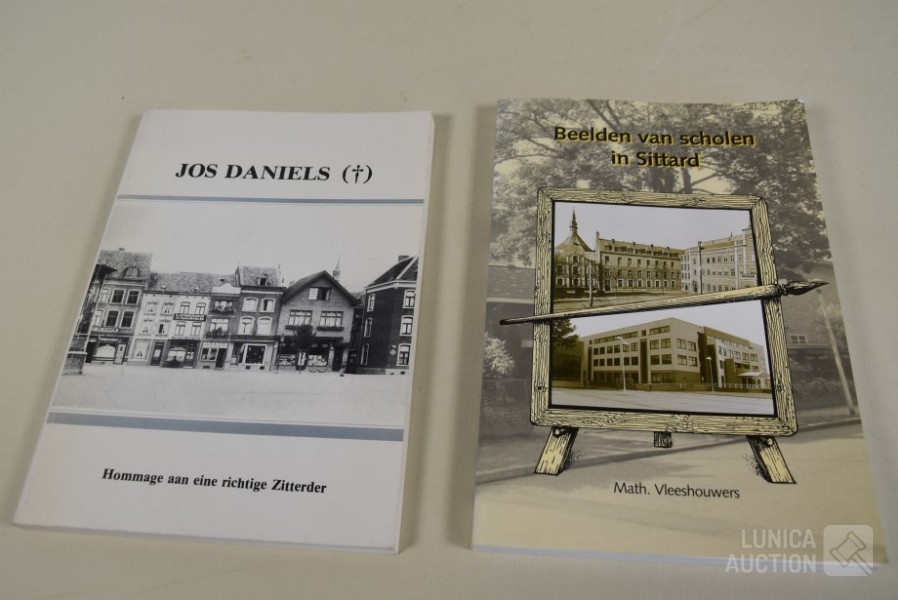 JOS DANIELS (†)
Hommage aan eine richtige Zitterder
Beelden van scholen
in Sittard
Math. Vleeshouwers
LUNICA
AUCTION